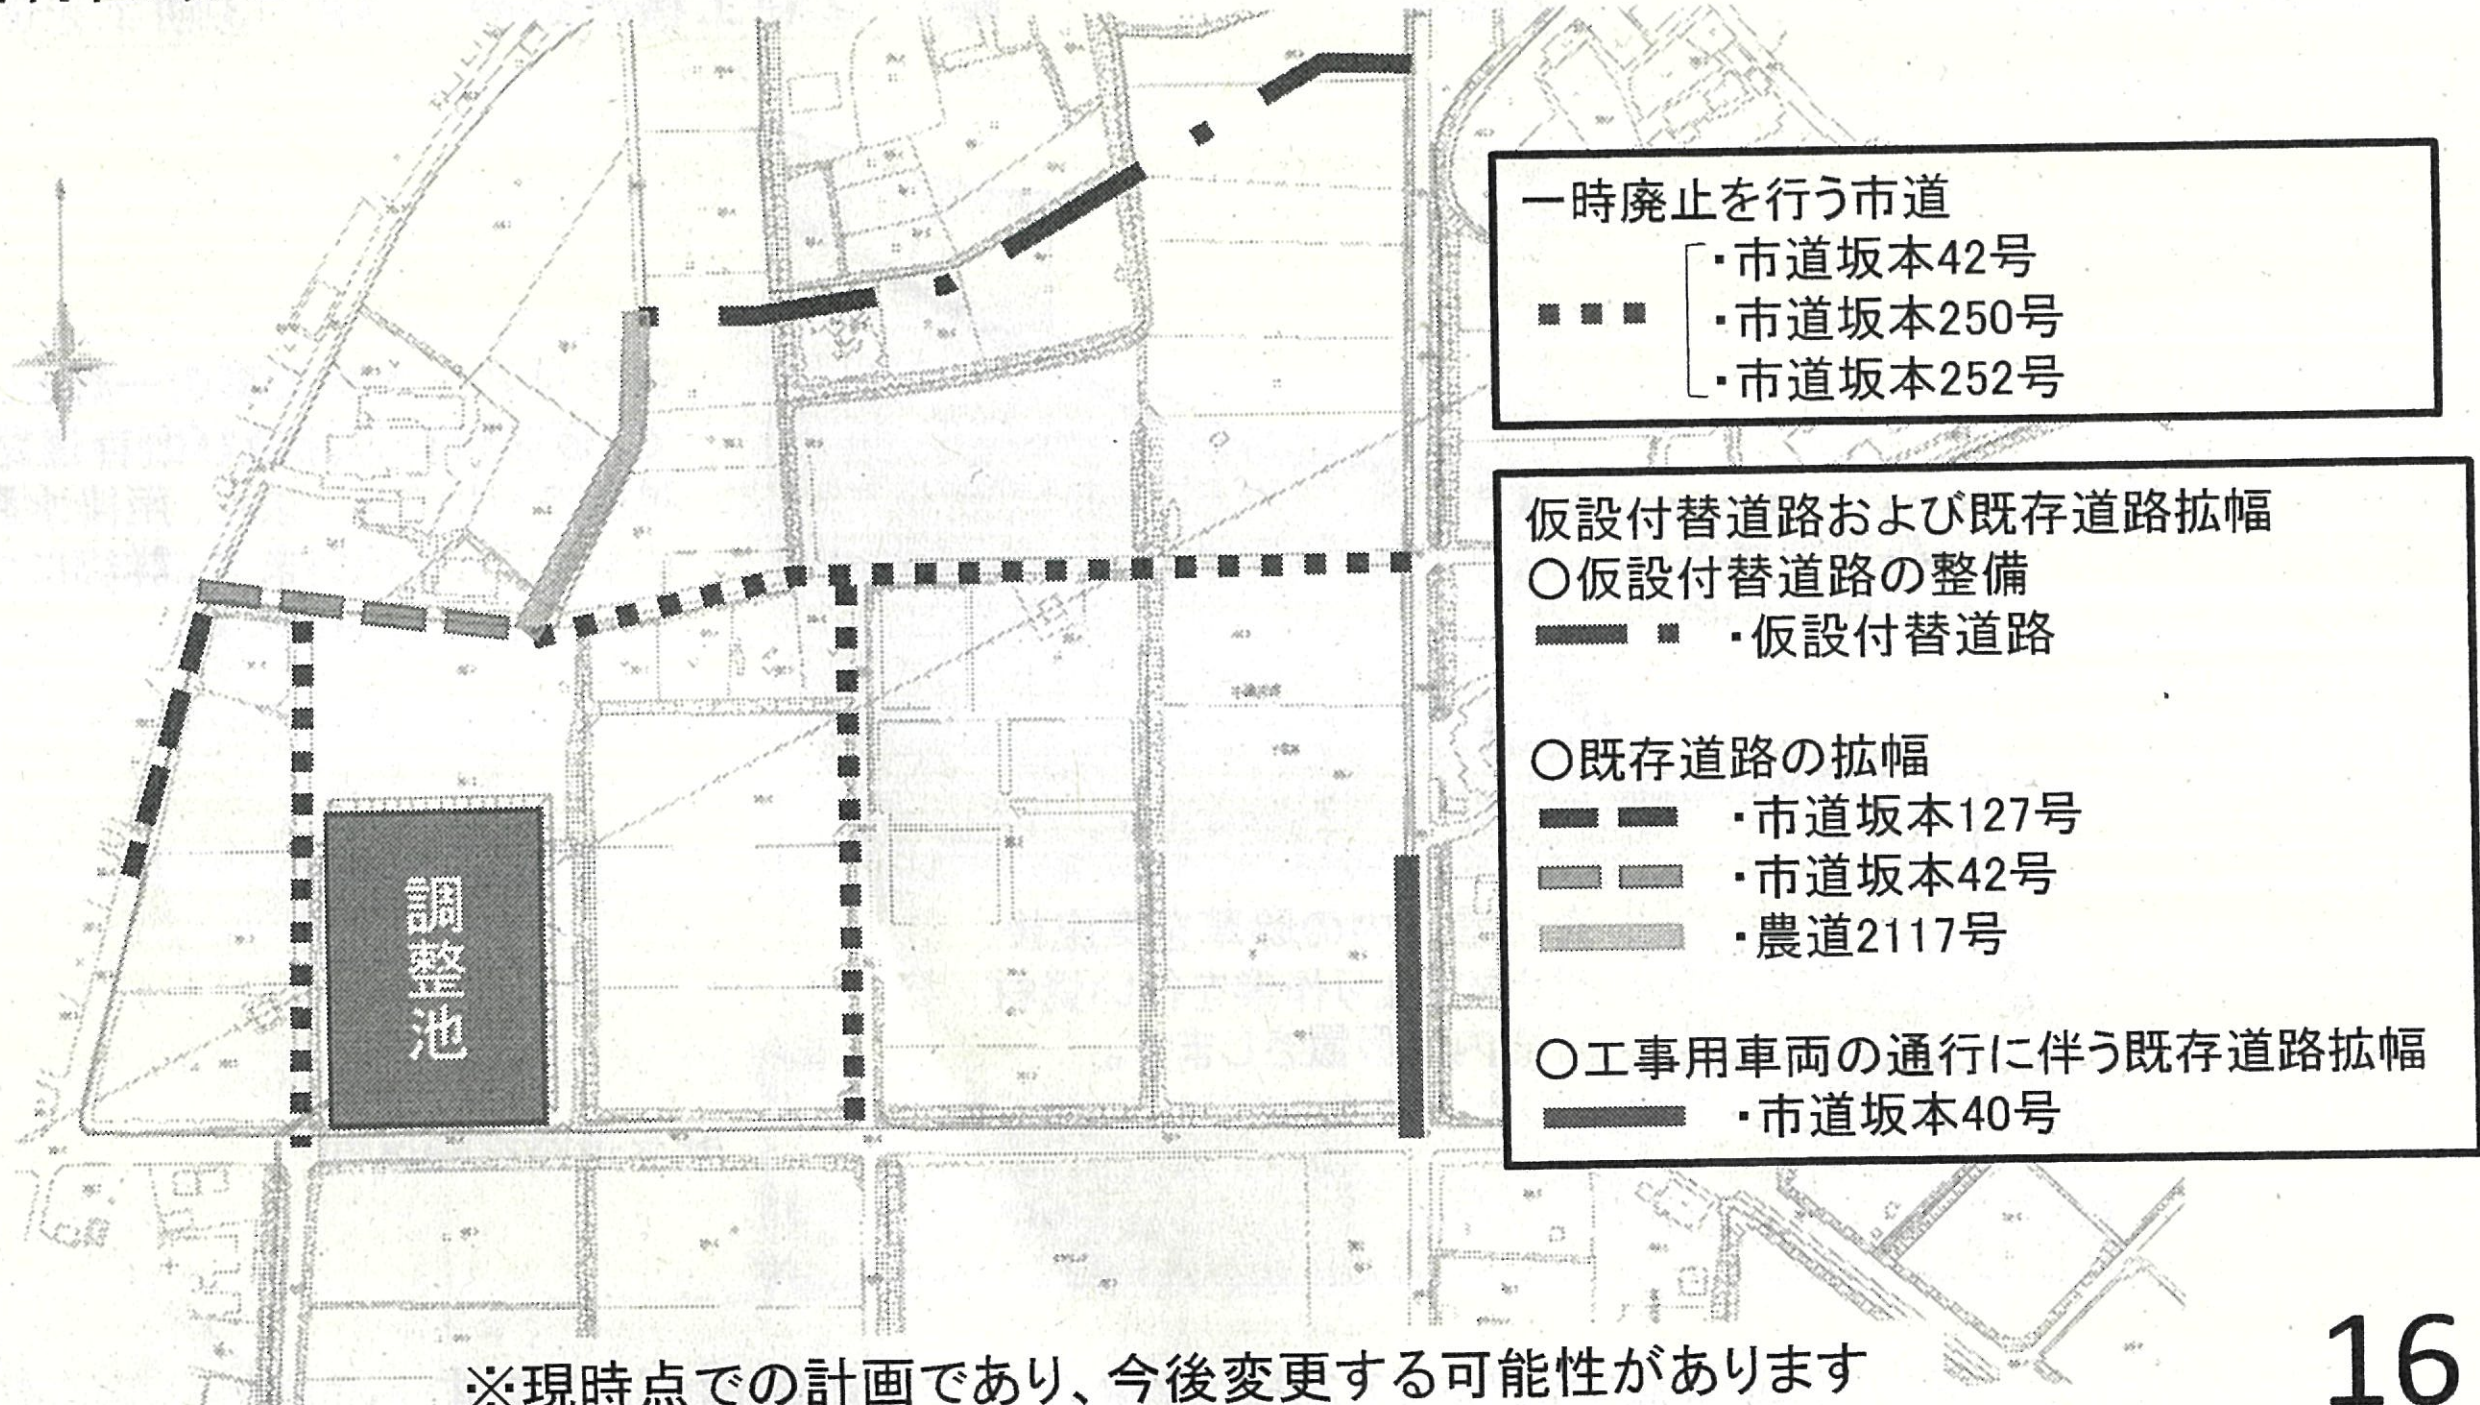 一時廃止を行う市道
・市道坂本42号
・市道坂本250号
・市道坂本252号
仮設付替道路および既存道路拡幅
○仮設付替道路の整備
・仮設付替道路
○既存道路の拡幅
・市道坂本127号
・市道坂本42号
・農道2117号
○工事用車両の通行に伴う既存道路拡幅
・市道坂本40号
調整池
※現時点での計画であり、今後変更する可能性があります
16